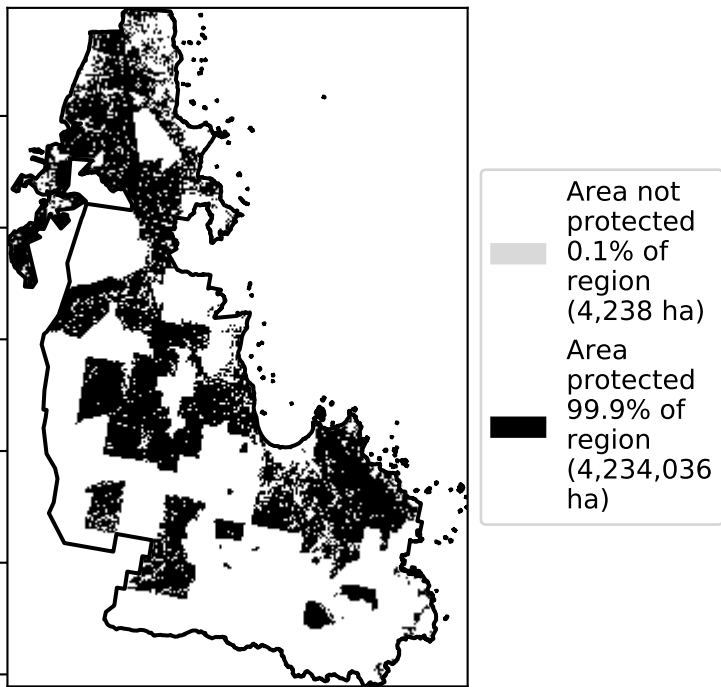 Area not
protected
0.1% of
region
(4,238 ha)
Area
protected
99.9% of
region
(4,234,036
ha)